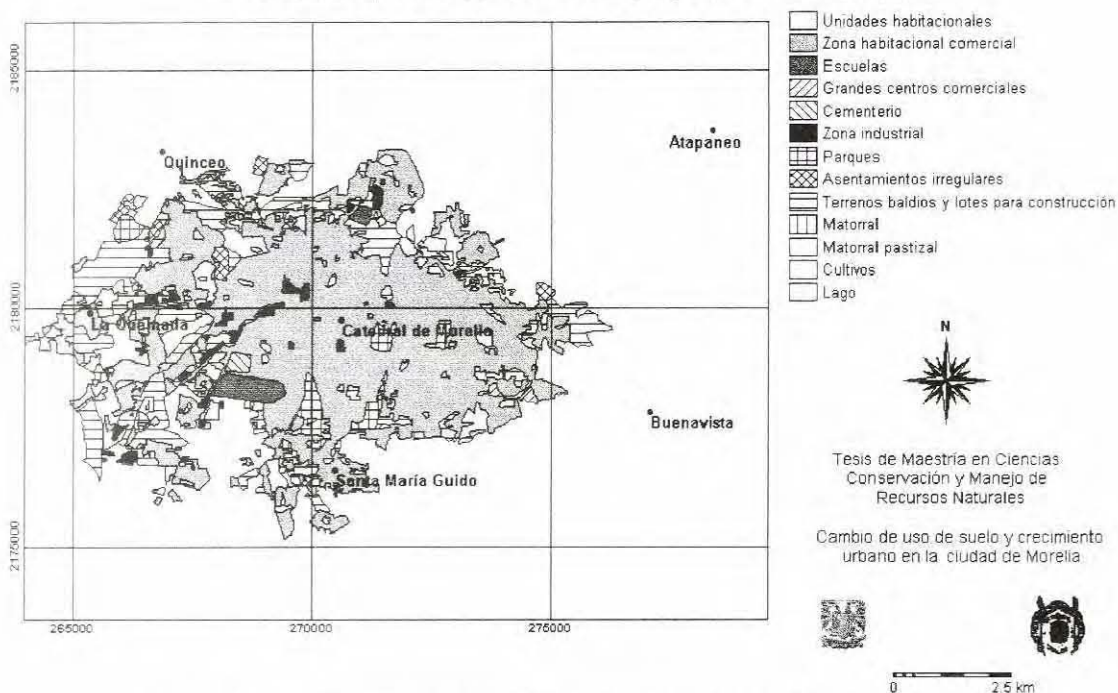 Unidades habitacionales
Zona habitacional comercial
Escuelas
Grandes centros comerciales
Cementerio
Zona industrial
Parques
Asentamientos irregulares
Terrenos baldios y lotes para construcción
Matorral
Matorral pastizal
Cultivos
Lago
2185000
2180000
2175000
265000
270000
275000
Quinceo
Atapaneo
La Quemada
Catedral de Morelia
Buenavista
Santa María Guido
N
Tesis de Maestría en Ciencias
Conservación y Manejo de
Recursos Naturales
Cambio de uso de suelo y crecimiento
urbano en la ciudad de Morelia
0 2.5 km